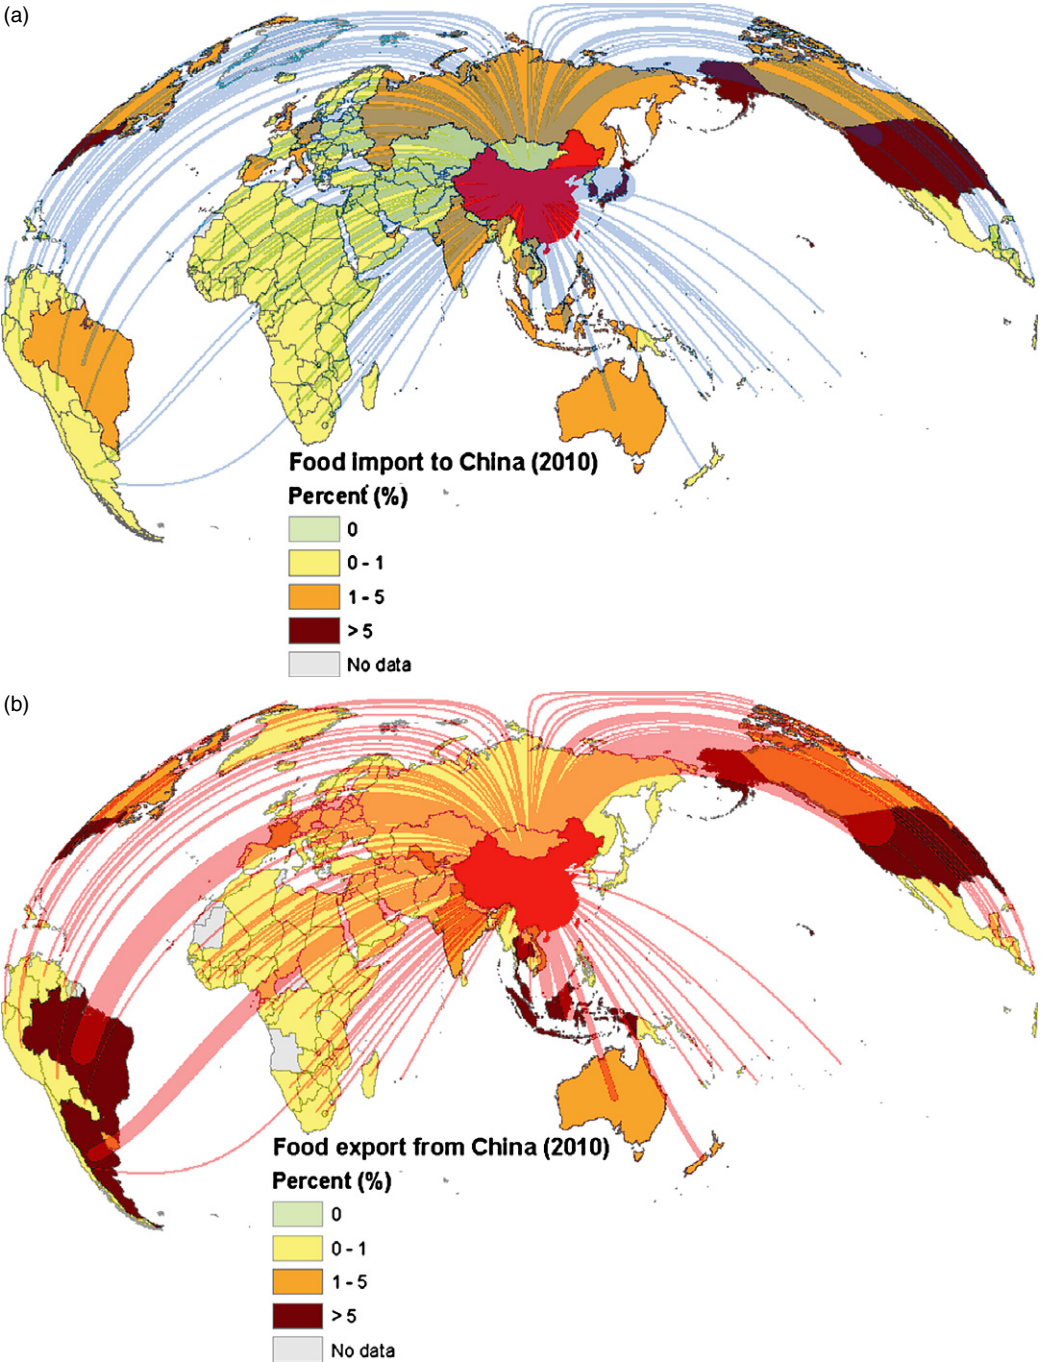 (a)
Food import to China (2010)
Percent (%)
0
0 - 1
1 - 5
> 5
No data
(b)
Food export from China (2010)
Percent (%)
0
0 - 1
1 - 5
> 5
No data